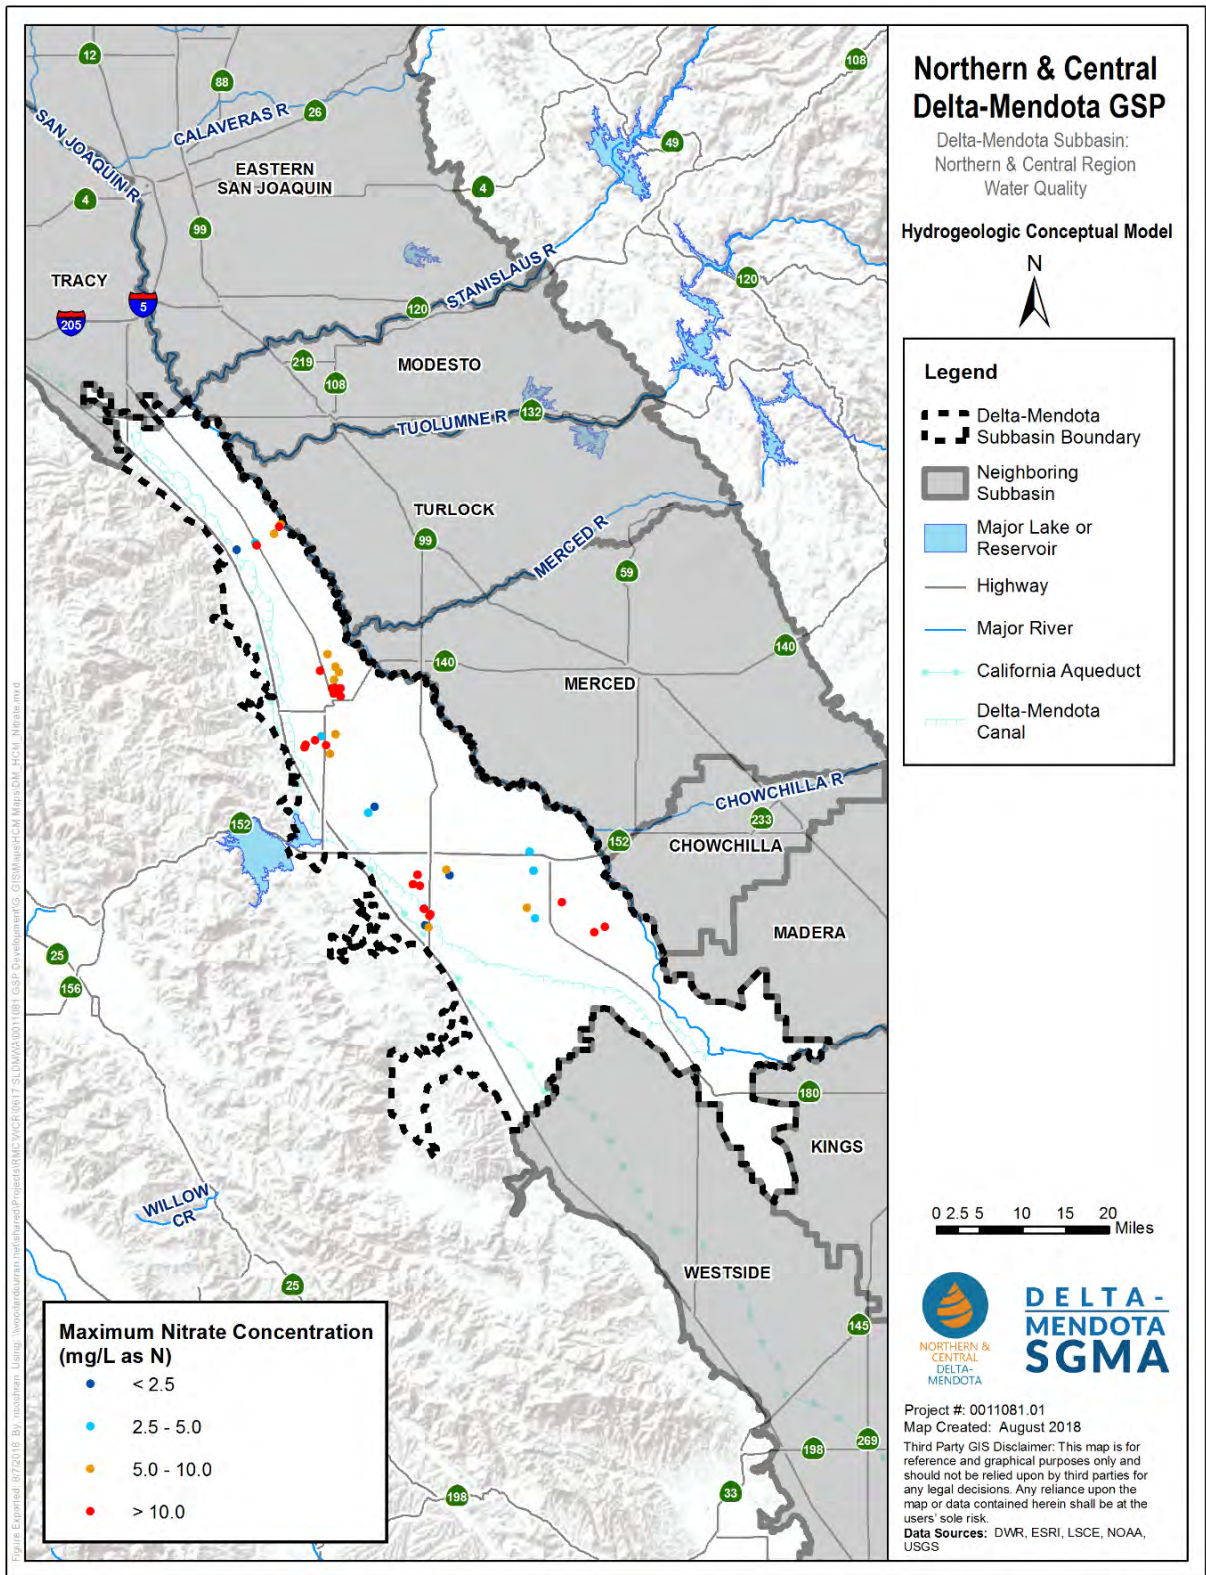 Northern & Central
Delta-Mendota GSP
Delta-Mendota Subbasin:
Northern & Central Region
Water Quality
Hydrogeologic Conceptual Model
N
Legend
Delta-Mendota
Subbasin Boundary
Neighboring
Subbasin
Major Lake or
Reservoir
Highway
Major River
California Aqueduct
Delta-Mendota
Canal
0 2.5 5 10 15 20
Miles
NORTHERN &
CENTRAL
DELTA-
MENDOTA
DELTA-
MENDOTA
SGMA
Project #: 0011081.01
Map Created: August 2018
Third Party GIS Disclaimer: This map is for
reference and graphical purposes only and
should not be relied upon by third parties for
any legal decisions. Any reliance upon the
map or data contained herein shall be at the
users' sole risk.
Data Sources: DWR, ESRI, LSCE, NOAA,
USGS
12
88
26
108
49
SAN JOAQUIN R
CALAVERAS R
EASTERN
SAN JOAQUIN
4
4
99
STANISLAUS R
TRACY
5
205
120
120
219
108
MODESTO
TUOLUMNE R
132
TURLOCK
99
MERCED R
59
140
140
MERCED
CHOWCHILLA R
233
152
152
CHOWCHILLA
MADERA
25
156
180
KINGS
WILLOW
CR
25
WESTSIDE
145
269
198
33
198
Maximum Nitrate Concentration
(mg/L as N)
< 2.5
2.5 - 5.0
5.0 - 10.0
> 10.0